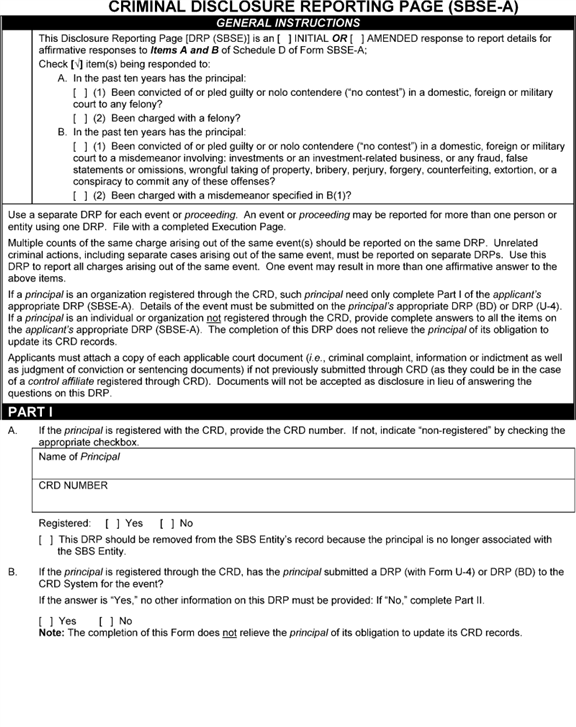 CRIMINAL DISCLOSURE REPORTING PAGE (SBSE-A)
GENERAL INSTRUCTIONS
This Disclosure Reporting Page [DRP (SBSE)] is an [ ] INITIAL OR [ ] AMENDED response to report details for
affirmative responses to Items A and B of Schedule D of Form SBSE-A;
Check [√] item(s) being responded to:
A. In the past ten years has the principal:
[ ] (1) Been convicted of or pled guilty or nolo contendere (“no contest”) in a domestic, foreign or military
court to any felony?
[ ] (2) Been charged with a felony?
B. In the past ten years has the principal:
[ ] (1) Been convicted of or pled guilty or or nolo contendere (“no contest”) in a domestic, foreign or military
court to a misdemeanor involving: investments or an investment-related business, or any fraud, false
statements or omissions, wrongful taking of property, bribery, perjury, forgery, counterfeiting, extortion, or a
conspiracy to commit any of these offenses?
[ ] (2) Been charged with a misdemeanor specified in B(1)?
Use a separate DRP for each event or proceeding. An event or proceeding may be reported for more than one person or
entity using one DRP. File with a completed Execution Page.
Multiple counts of the same charge arising out of the same event(s) should be reported on the same DRP. Unrelated
criminal actions, including separate cases arising out of the same event, must be reported on separate DRPs. Use this
DRP to report all charges arising out of the same event. One event may result in more than one affirmative answer to the
above items.
If a principal is an organization registered through the CRD, such principal need only complete Part I of the applicant’s
appropriate DRP (SBSE-A). Details of the event must be submitted on the principal’s appropriate DRP (BD) or DRP (U-4).
If a principal is an individual or organization not registered through the CRD, provide complete answers to all the items on
the applicant’s appropriate DRP (SBSE-A). The completion of this DRP does not relieve the principal of its obligation to
update its CRD records.
Applicants must attach a copy of each applicable court document (i.e., criminal complaint, information or indictment as well
as judgment of conviction or sentencing documents) if not previously submitted through CRD (as they could be in the case
of a control affiliate registered through CRD). Documents will not be accepted as disclosure in lieu of answering the
questions on this DRP.
PART I
A. If the principal is registered with the CRD, provide the CRD number. If not, indicate “non-registered” by checking the
appropriate checkbox.
Name of Principal
CRD NUMBER
Registered: [ ] Yes [ ] No
[ ] This DRP should be removed from the SBS Entity’s record because the principal is no longer associated with
the SBS Entity.
B. If the principal is registered through the CRD, has the principal submitted a DRP (with Form U-4) or DRP (BD) to the
CRD System for the event?
If the answer is “Yes,” no other information on this DRP must be provided: If “No,” complete Part II.
[ ] Yes [ ] No
Note: The completion of this Form does not relieve the principal of its obligation to update its CRD records.